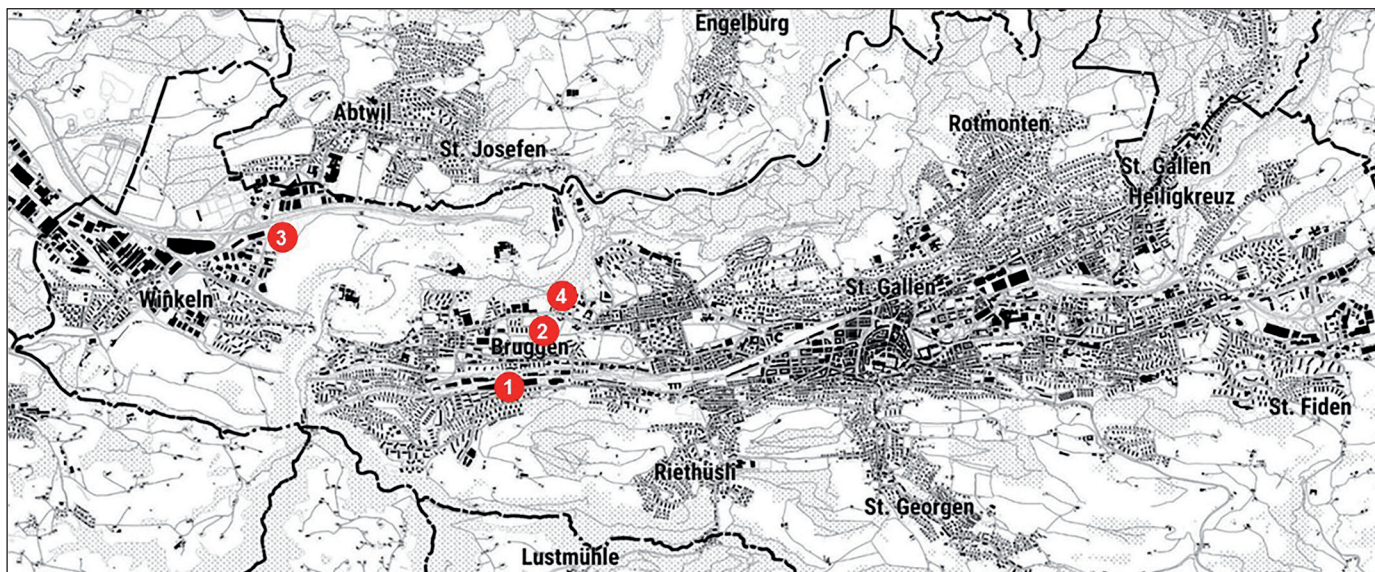 Engelburg
Abtwil
Rotmonten
St. Josefen
St. Gallen
Heiligkreuz
3
Winkeln
4
St. Gallen
2
Bruggen
1
St. Fiden
Riethüsli
St. Georgen
Lustmühle